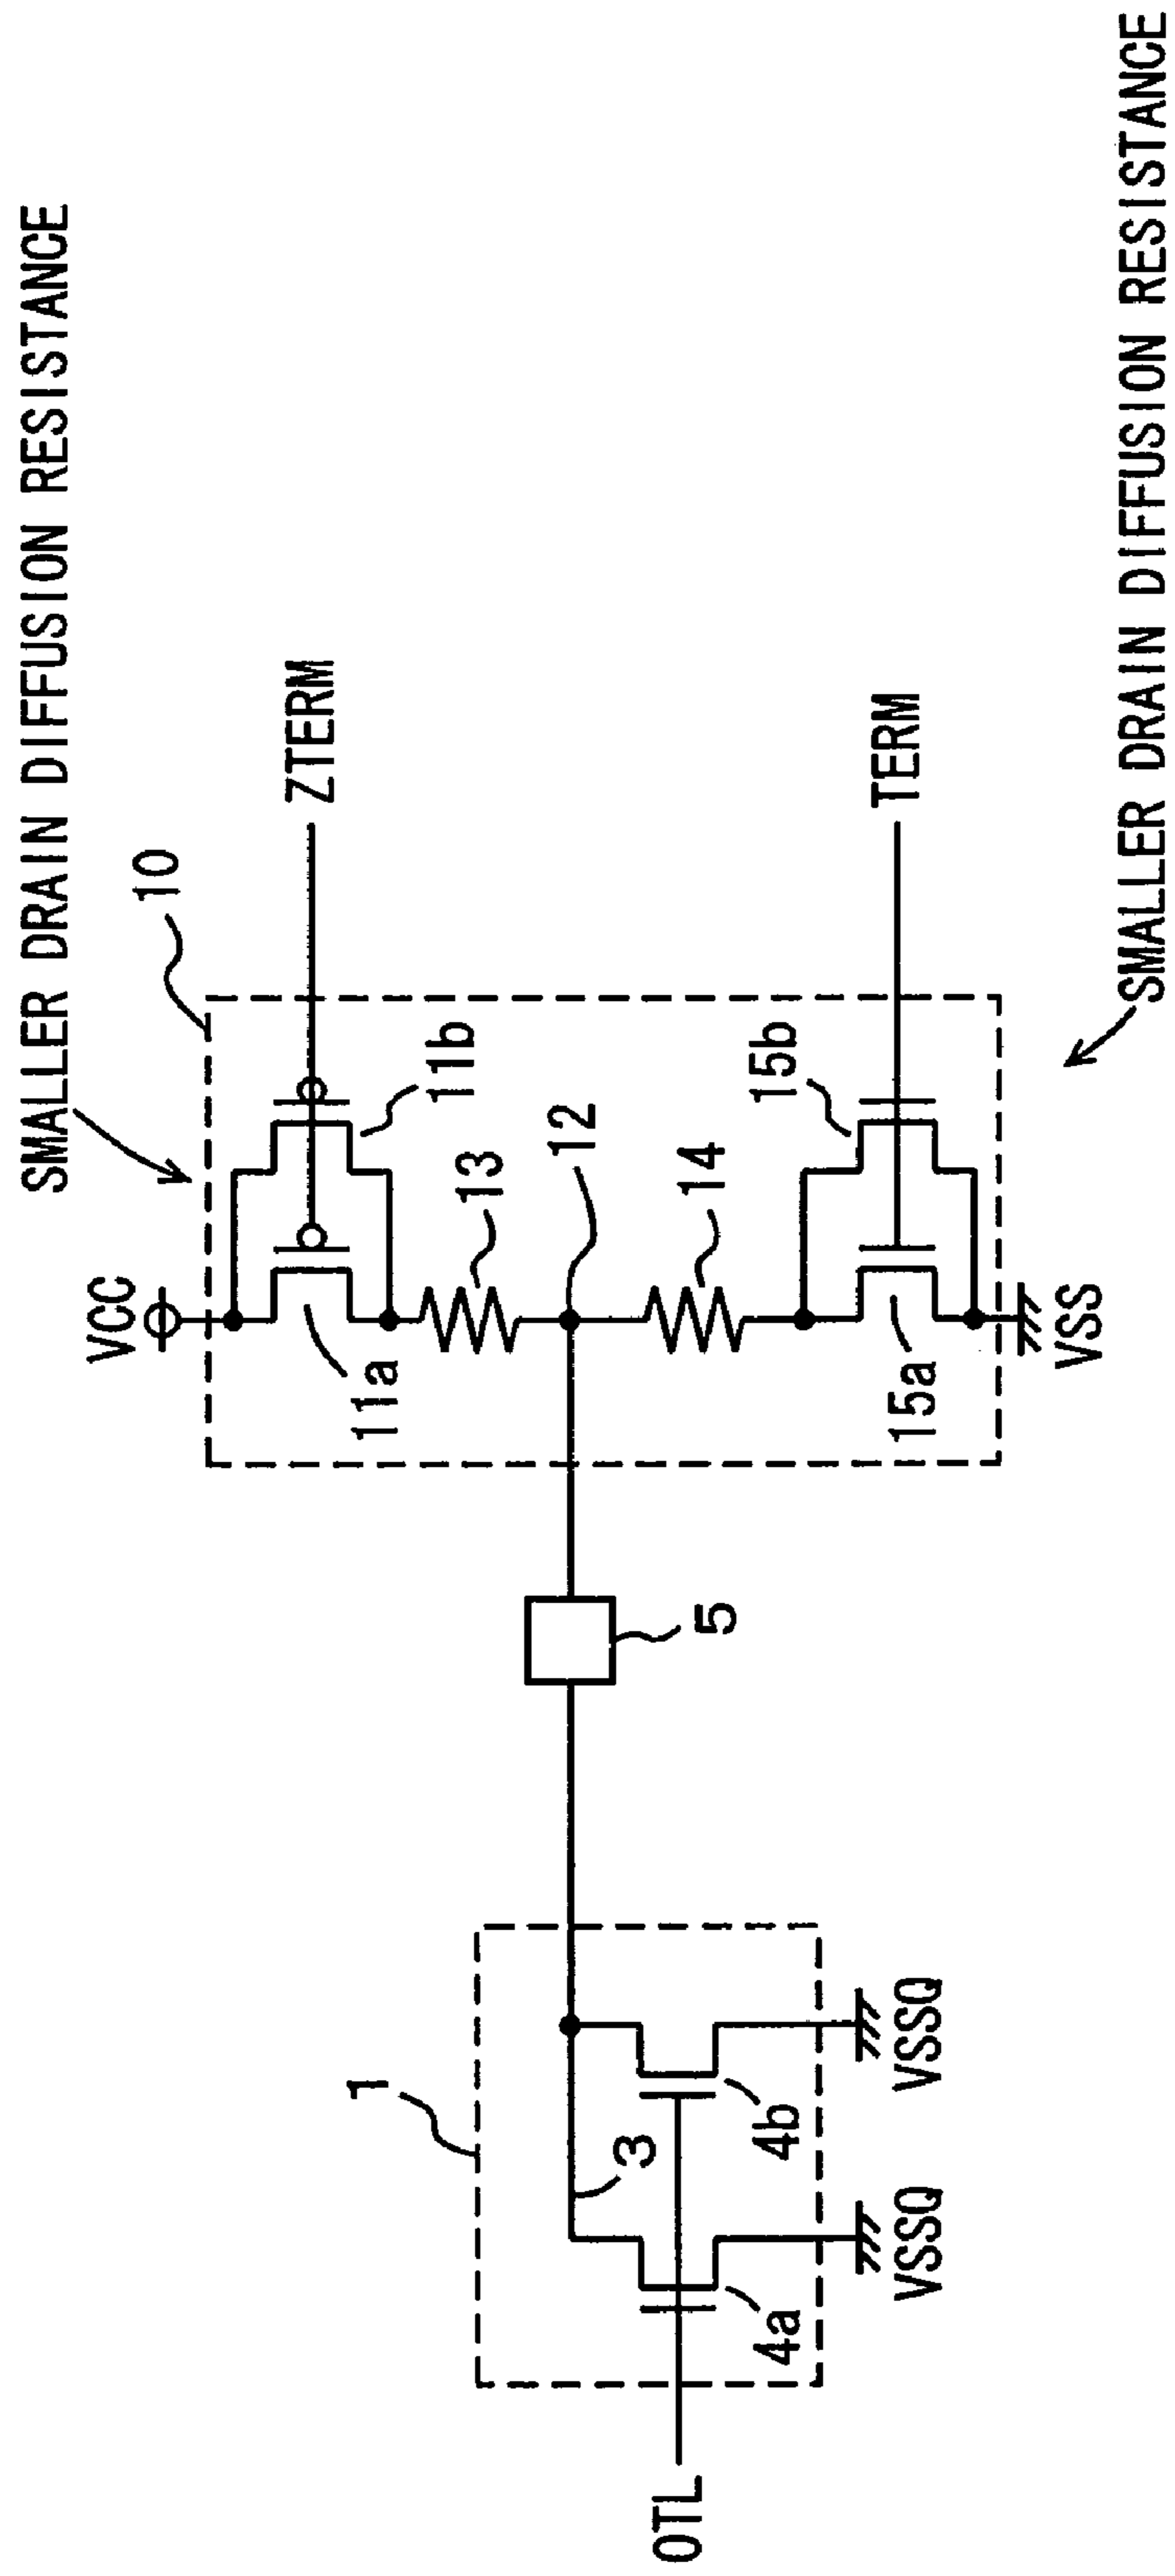 SMALLER DRAIN DIFFUSION RESISTANCE
10
VCC
ZTERM
11a
11b
13
12
14
15b
15a
TERM
VSS
SMALLER DRAIN DIFFUSION RESISTANCE
5
1
3
4b
4a
VSSQ
VSSQ
OTL